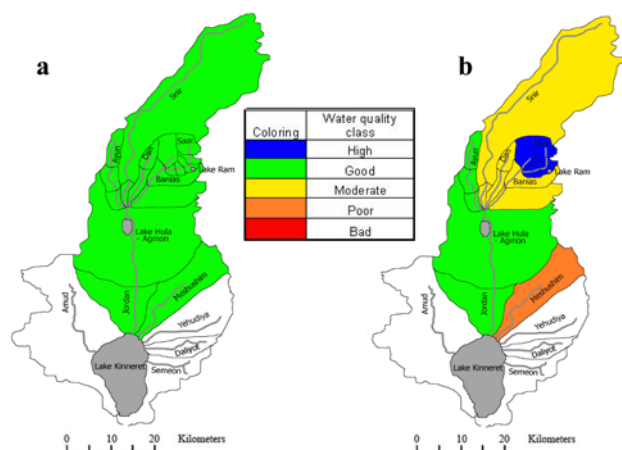 a
Snir
Ayun
Dan
Saar
Lake Ram
Banias
Lake Hula
- Agmon
Jordan
Meshushim
Amud
Yehudiya
Daliyot
Semeon
Lake Kinneret
0 10 20 Kilometers
Coloring Water quality class
High
Good
Moderate
Poor
Bad
b
Snir
Ayun
Dan
Lake Ram
Banias
Lake Hula
- Agmon
Jordan
Meshushim
Amud
Yehudiya
Daliyot
Semeon
Lake Kinneret
0 10 20 Kilometers